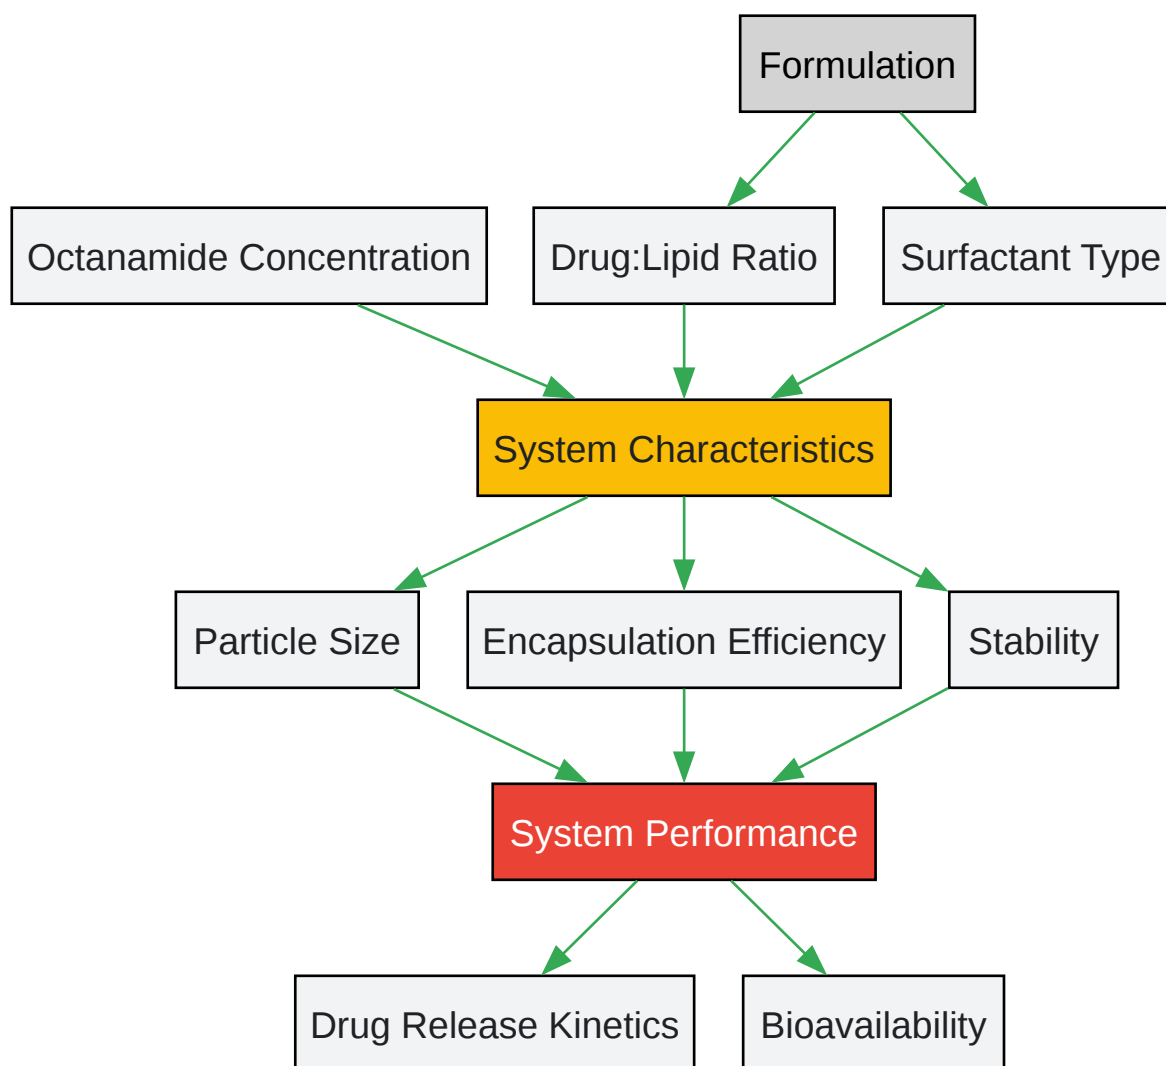 Formulation
Octanamide Concentration
Drug:Lipid Ratio
Surfactant Type
System Characteristics
Particle Size
Encapsulation Efficiency
Stability
System Performance
Drug Release Kinetics
Bioavailability